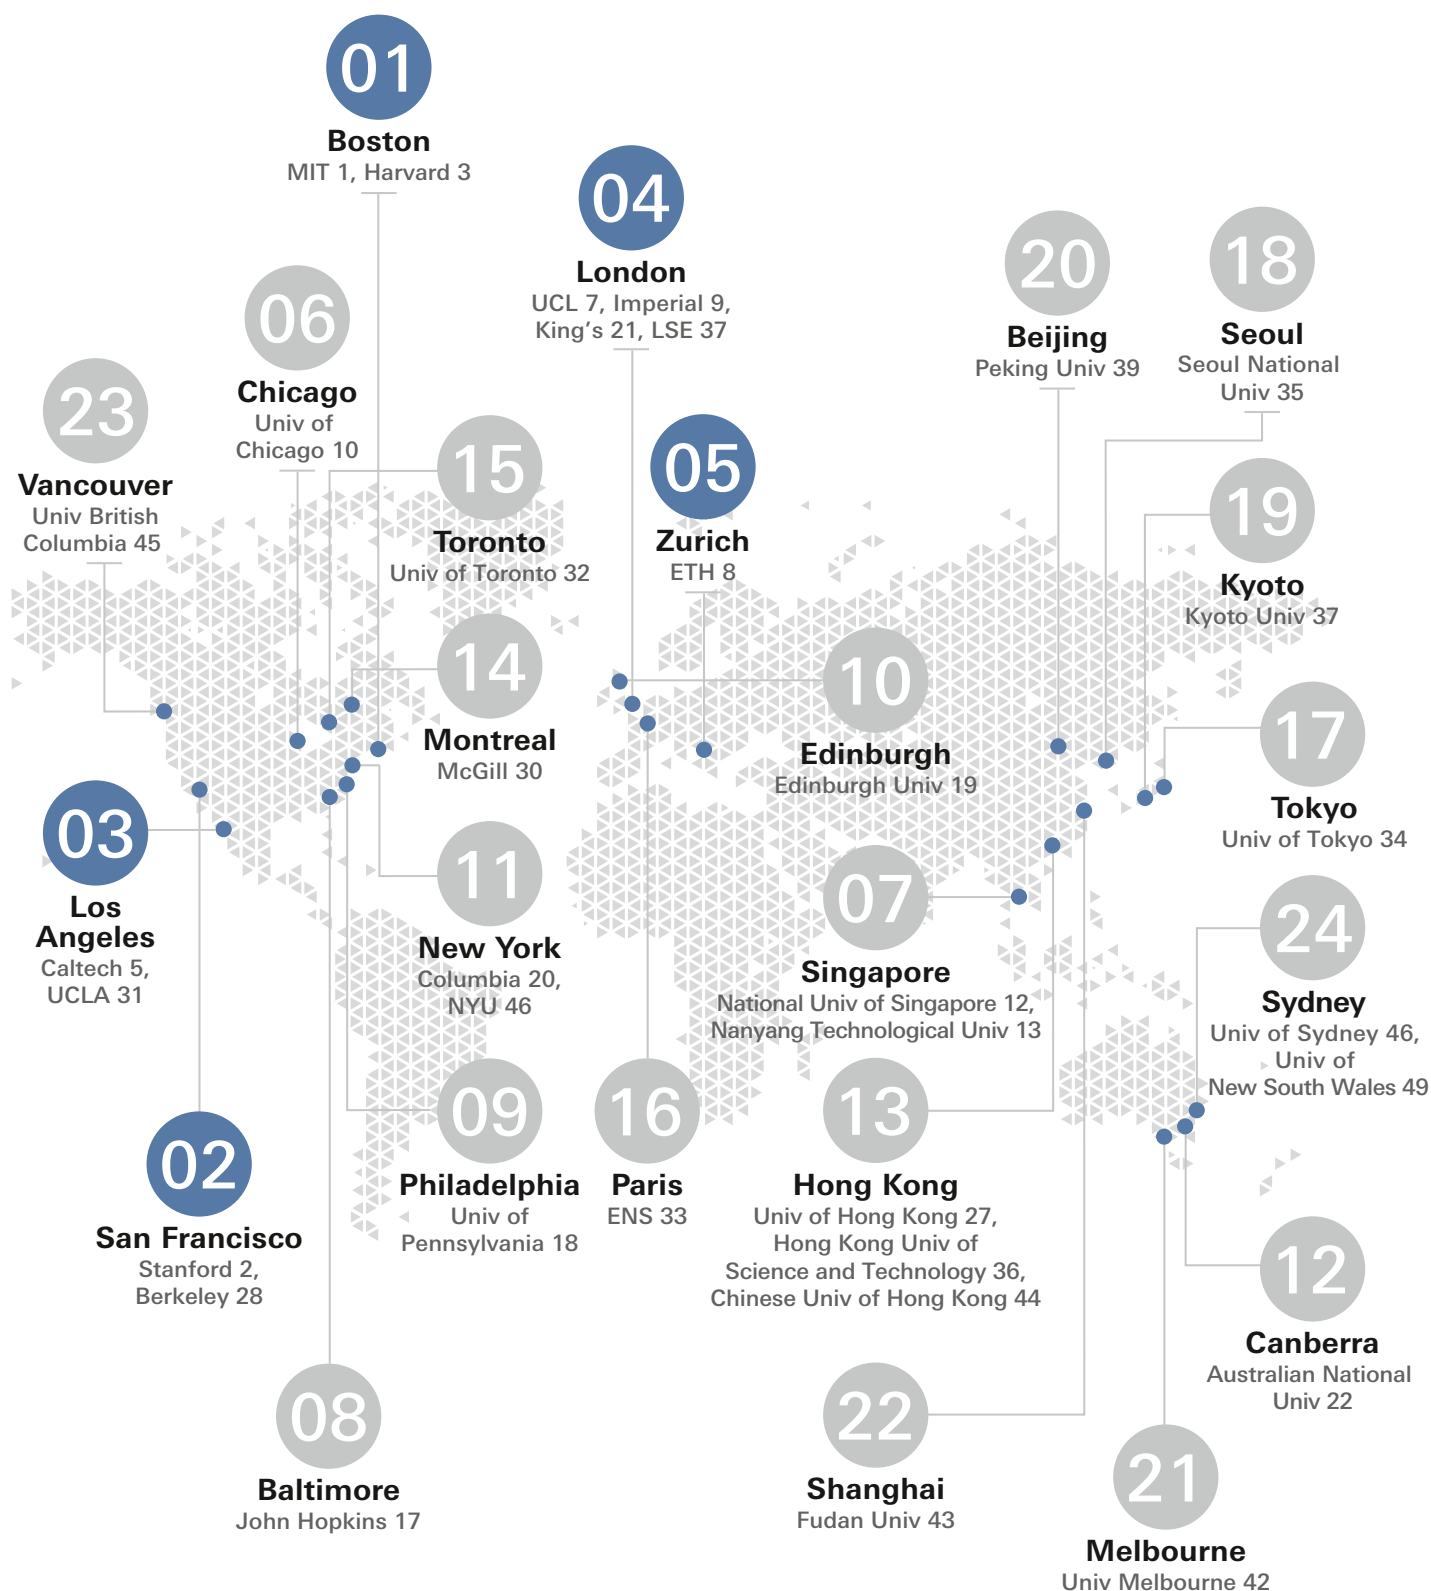 01
Boston
MIT 1, Harvard 3
04
London
UCL 7, Imperial 9,
King's 21, LSE 37
20
Beijing
Peking Univ 39
18
Seoul
Seoul National
Univ 35
06
Chicago
Univ of
Chicago 10
23
Vancouver
Univ British
Columbia 45
15
Toronto
Univ of Toronto 32
05
Zurich
ETH 8
19
Kyoto
Kyoto Univ 37
14
Montreal
McGill 30
10
Edinburgh
Edinburgh Univ 19
17
Tokyo
Univ of Tokyo 34
03
Los
Angeles
Caltech 5,
UCLA 31
11
New York
Columbia 20,
NYU 46
07
Singapore
National Univ of Singapore 12,
Nanyang Technological Univ 13
24
Sydney
Univ of Sydney 46,
Univ of
New South Wales 49
02
San Francisco
Stanford 2,
Berkeley 28
09
Philadelphia
Univ of
Pennsylvania 18
16
Paris
ENS 33
13
Hong Kong
Univ of Hong Kong 27,
Hong Kong Univ of
Science and Technology 36,
Chinese Univ of Hong Kong 44
12
Canberra
Australian National
Univ 22
08
Baltimore
John Hopkins 17
22
Shanghai
Fudan Univ 43
21
Melbourne
Univ Melbourne 42